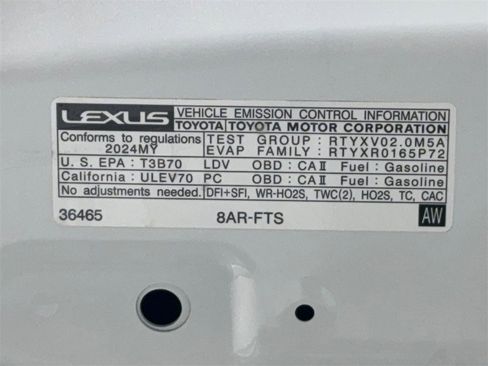 LEXUS VEHICLE EMISSION CONTROL INFORMATION
TOYOTA TOYOTA MOTOR CORPORATION
Conforms to regulations TEST GROUP : RTYXV02.0M5A
2024MY EVAP FAMILY : RTYXR0165P72
U. S. EPA : T3B70 LDV OBD : CAⅡ Fuel : Gasoline
California : ULEV70 PC OBD : CAⅡ Fuel : Gasoline
No adjustments needed. DFI+SFI, WR-HO2S, TWC(2), HO2S, TC, CAC
36465 8AR-FTS AW